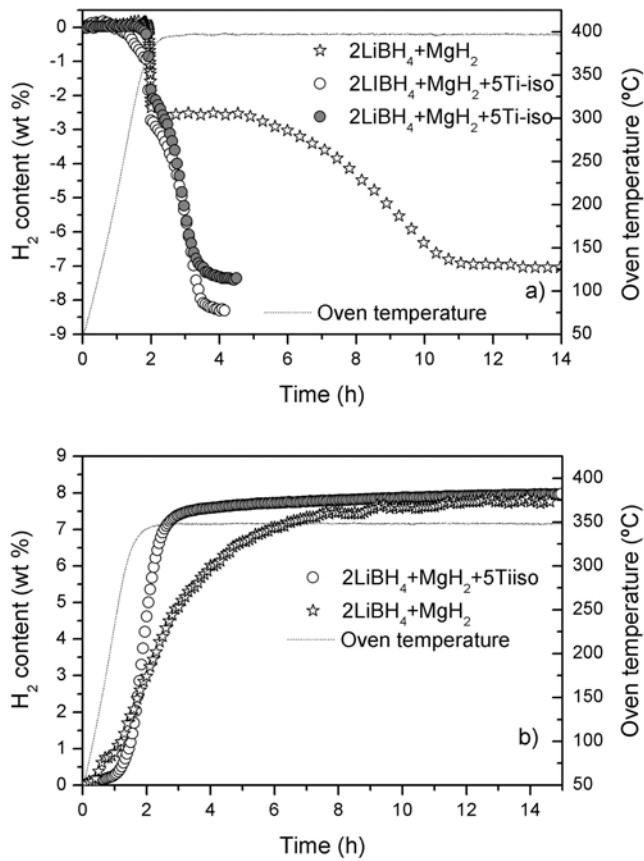 0
-1
-2
-3
-4
-5
-6
-7
-8
-9
H2 content (wt %)
2LiBH4+MgH2
2LIBH4+MgH2+5Ti-iso
2LiBH4+MgH2+5Ti-iso
a)
Oven temperature
400
350
300
250
200
150
100
50
Oven temperature (ºC)
0 2 4 6 8 10 12 14
Time (h)
9
8
7
6
5
4
3
2
1
0
H2 content (wt %)
2LiBH4+MgH2+5Tiiso
2LiBH4+MgH2
Oven temperature
b)
400
350
300
250
200
150
100
50
Oven temperature (ºC)
0 2 4 6 8 10 12 14
Time (h)